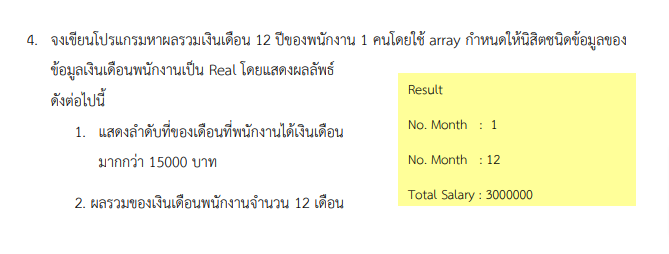 4. จงเขียนโปรแกรมหาผลรวมเงินเดือน 12 ปีของพนักงาน 1 คนโดยใช้ array กำหนดให้นิสิตชนิดข้อมูลของ
ข้อมูลเงินเดือนพนักงานเป็น Real โดยแสดงผลลัพธ์
ดังต่อไปนี้
1. แสดงลำดับที่ของเดือนที่พนักงานได้เงินเดือน
มากกว่า 15000 บาท
2. ผลรวมของเงินเดือนพนักงานจำนวน 12 เดือน
Result
No. Month : 1
No. Month : 12
Total Salary : 3000000